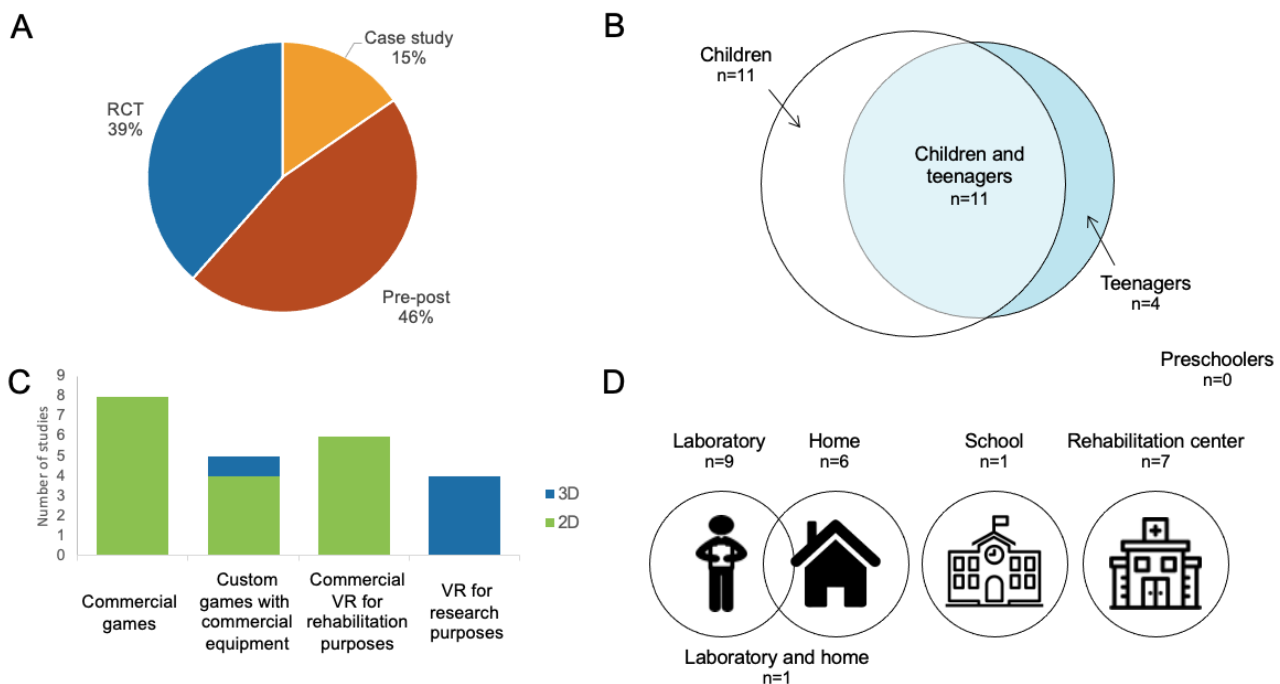 A
Case study
15%
RCT
39%
Pre-post
46%
B
Children
n=11
Children and
teenagers
n=11
Teenagers
n=4
Preschoolers
n=0
C
Number of studies
9
8
7
6
5
4
3
2
1
0
Commercial
games
Custom
games with
commercial
equipment
Commercial
VR for
rehabilitation
purposes
VR for
research
purposes
3D
2D
D
Laboratory
n=9
Home
n=6
School
n=1
Rehabilitation center
n=7
Laboratory and home
n=1